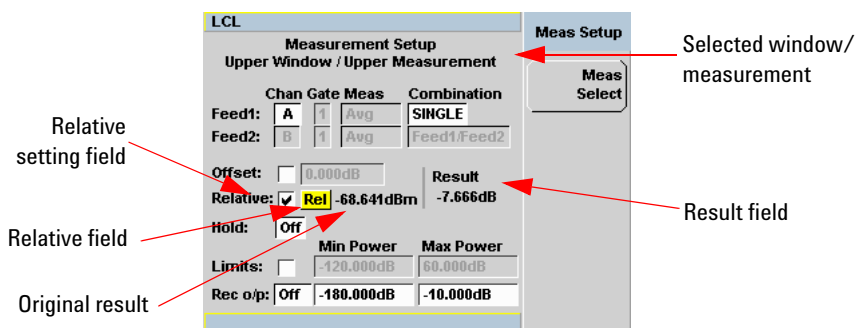 LCL
Meas Setup
Measurement Setup
Upper Window / Upper Measurement
Selected window/
measurement
Meas
Select
Chan Gate Meas Combination
Feed1: A 1 Avg SINGLE
Feed2: B 1 Avg Feed1/Feed2
Relative
setting field
Offset: 0.000dB Result
Relative: Rel -68.641dBm -7.666dB
Result field
Relative field
Hold: Off
Min Power Max Power
Limits: -120.000dB 60.000dB
Original result
Rec o/p: Off -180.000dB -10.000dB